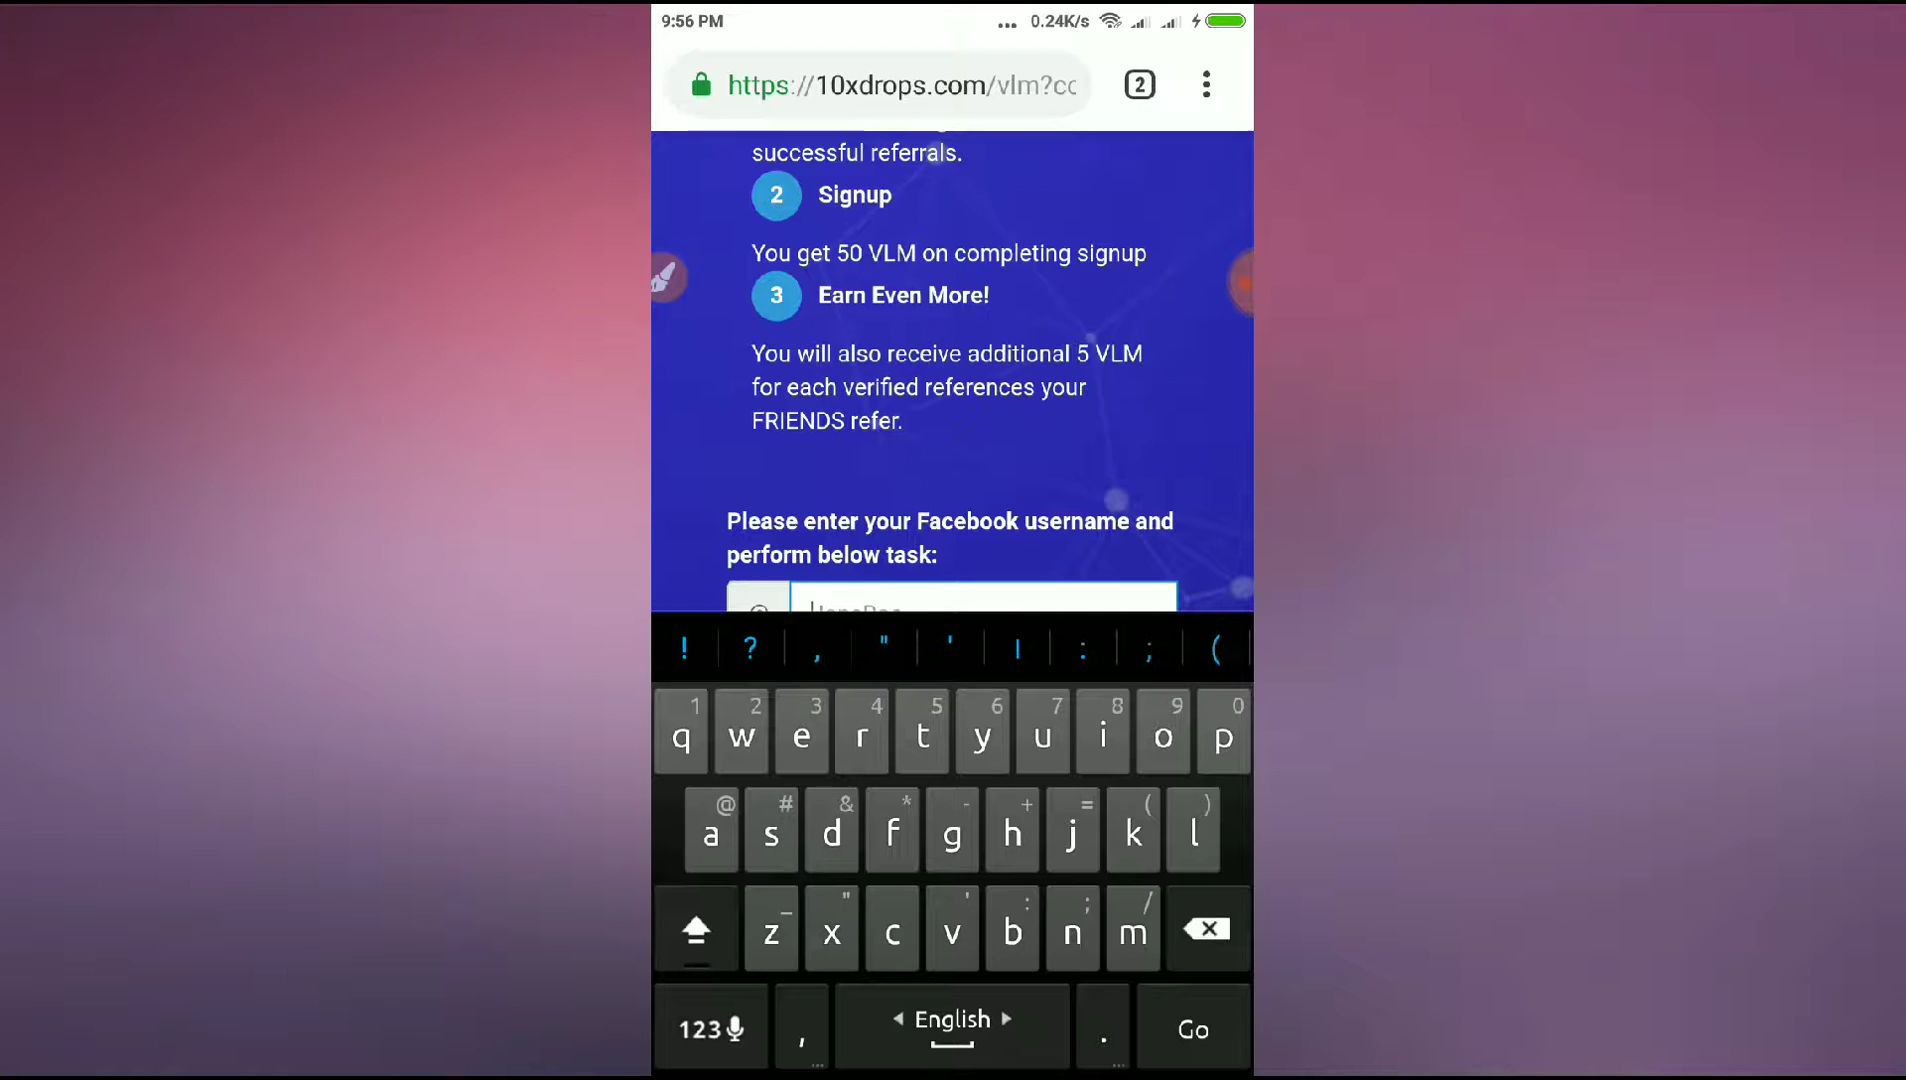 9:56 PM
... 0.24K/s
https://10xdrops.com/vlm?cc
2
successful referrals.
2 Signup
You get 50 VLM on completing signup
3 Earn Even More!
You will also receive additional 5 VLM
for each verified references your
FRIENDS refer.
Please enter your Facebook username and
perform below task:
! ? , " ' | : ; (
1 2 3 4 5 6 7 8 9 0
q w e r t y u i o p
@ # & * - + = ( )
a s d f g h j k l
_ " ' : ; /
z x c v b n m
123 , English . Go